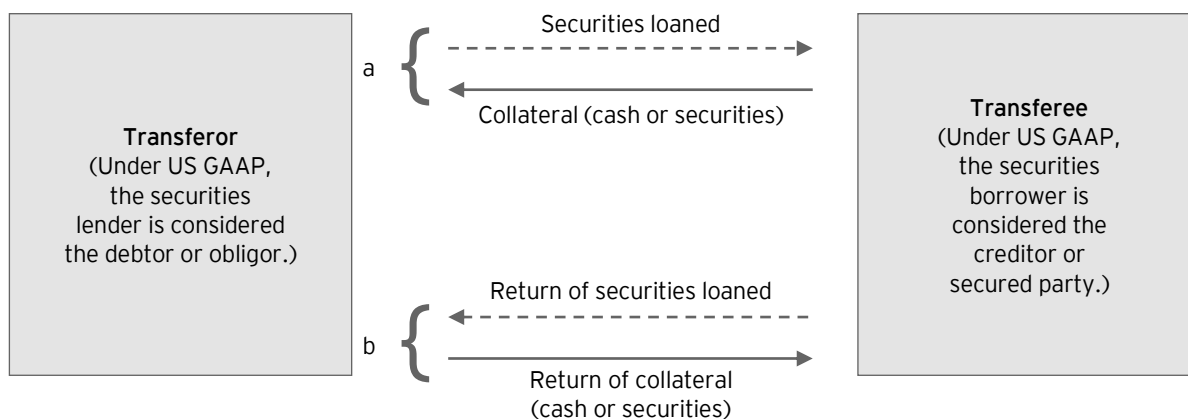 Transferor
(Under US GAAP,
the securities
lender is considered
the debtor or obligor.)
a
{
Securities loaned
Collateral (cash or securities)
b
{
Return of securities loaned
Return of collateral
(cash or securities)
Transferee
(Under US GAAP,
the securities
borrower is
considered the
creditor or
secured party.)